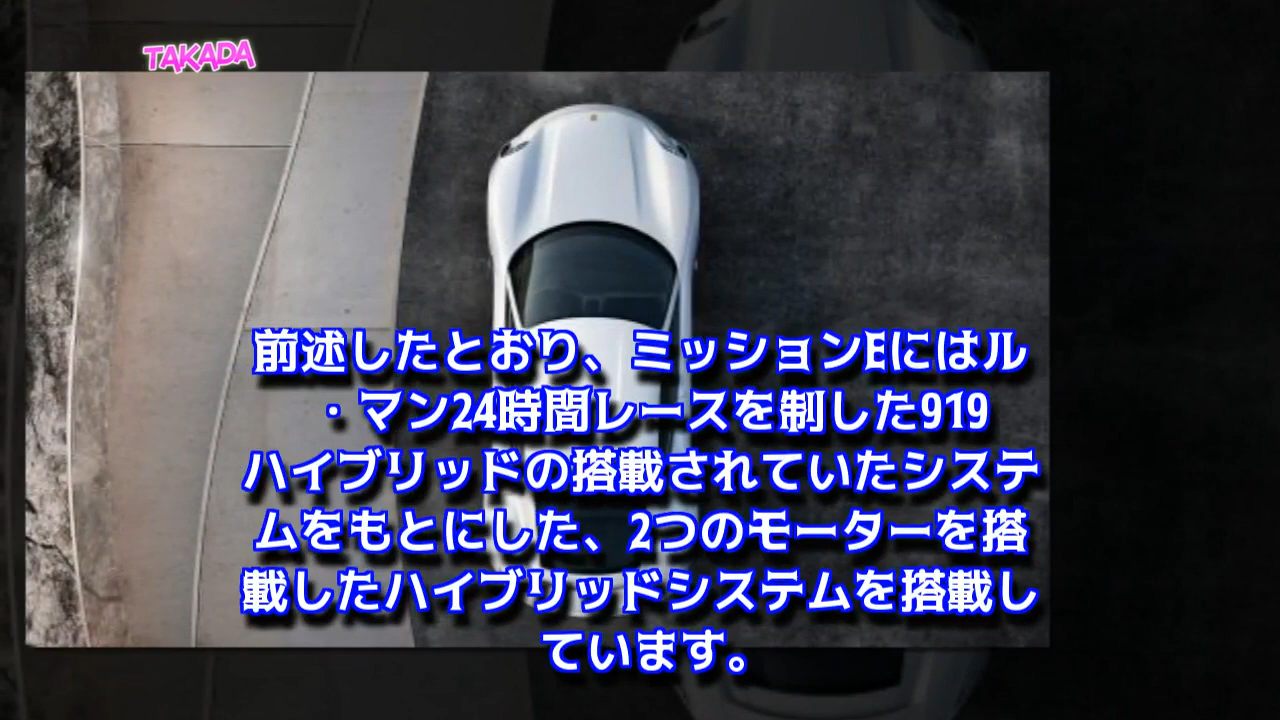 TAKADA
前述したとおり、ミッションEにはル
・マン24時間レースを制した919
ハイブリッドの搭載されていたシステ
ムをもとにした、2つのモーターを搭
載したハイブリッドシステムを搭載し
ています。